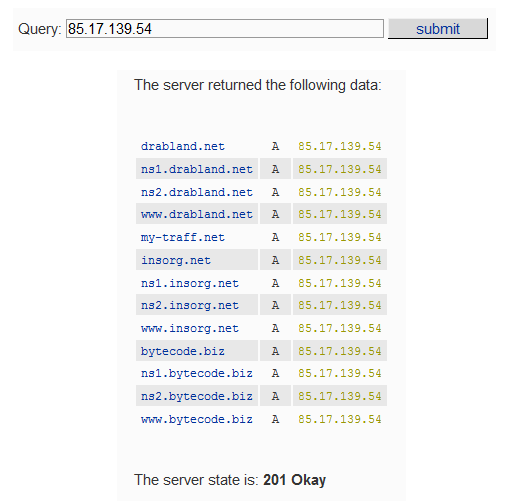 Query: 85.17.139.54 submit
The server returned the following data:
drabland.net A 85.17.139.54
ns1.drabland.net A 85.17.139.54
ns2.drabland.net A 85.17.139.54
www.drabland.net A 85.17.139.54
my-traff.net A 85.17.139.54
insorg.net A 85.17.139.54
ns1.insorg.net A 85.17.139.54
ns2.insorg.net A 85.17.139.54
www.insorg.net A 85.17.139.54
bytecode.biz A 85.17.139.54
ns1.bytecode.biz A 85.17.139.54
ns2.bytecode.biz A 85.17.139.54
www.bytecode.biz A 85.17.139.54
The server state is: 201 Okay